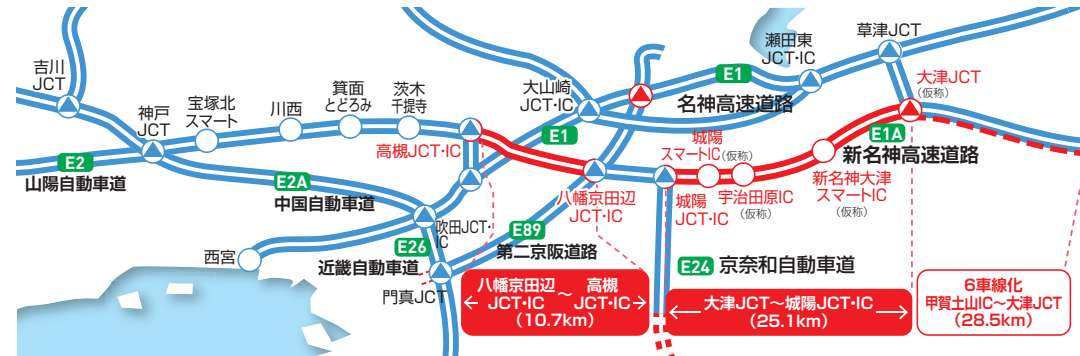 吉川
JCT
神戸
JCT
宝塚北
スマート
川西
箕面
とどろみ
茨木
千提寺
高槻JCT・IC
大山崎
JCT・IC
E1
名神高速道路
瀬田東
JCT・IC
草津JCT
大津JCT
(仮称)
E1
E1A
新名神高速道路
城陽
スマートIC(仮称)
宇治田原IC
(仮称)
新名神大津
スマートIC
(仮称)
城陽
JCT・IC
八幡京田辺
JCT・IC
E2
山陽自動車道
E2A
中国自動車道
西宮
吹田JCT・
IC
E26
近畿自動車道
門真JCT
E89
第二京阪道路
E24 京奈和自動車道
八幡京田辺
JCT・IC
～
高槻
JCT・IC
(10.7km)
大津JCT～城陽JCT・IC
(25.1km)
6車線化
甲賀土山IC～大津JCT
(28.5km)